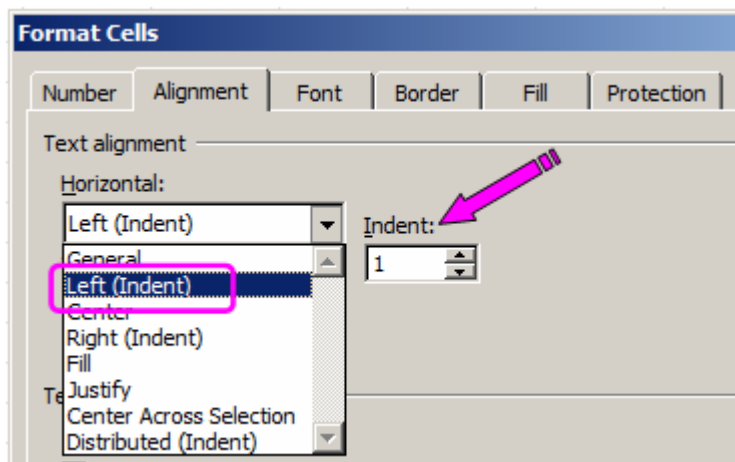 Format Cells
Number Alignment Font Border Fill Protection
Text alignment
Horizontal:
Left (Indent)
Indent:
1
General
Left (Indent)
Center
Right (Indent)
Fill
Justify
Center Across Selection
Distributed (Indent)
Te